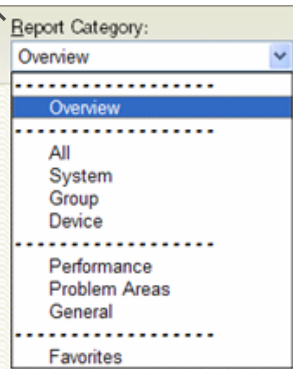 Report Category:
Overview
------------------
Overview
------------------
All
System
Group
Device
------------------
Performance
Problem Areas
General
------------------
Favorites